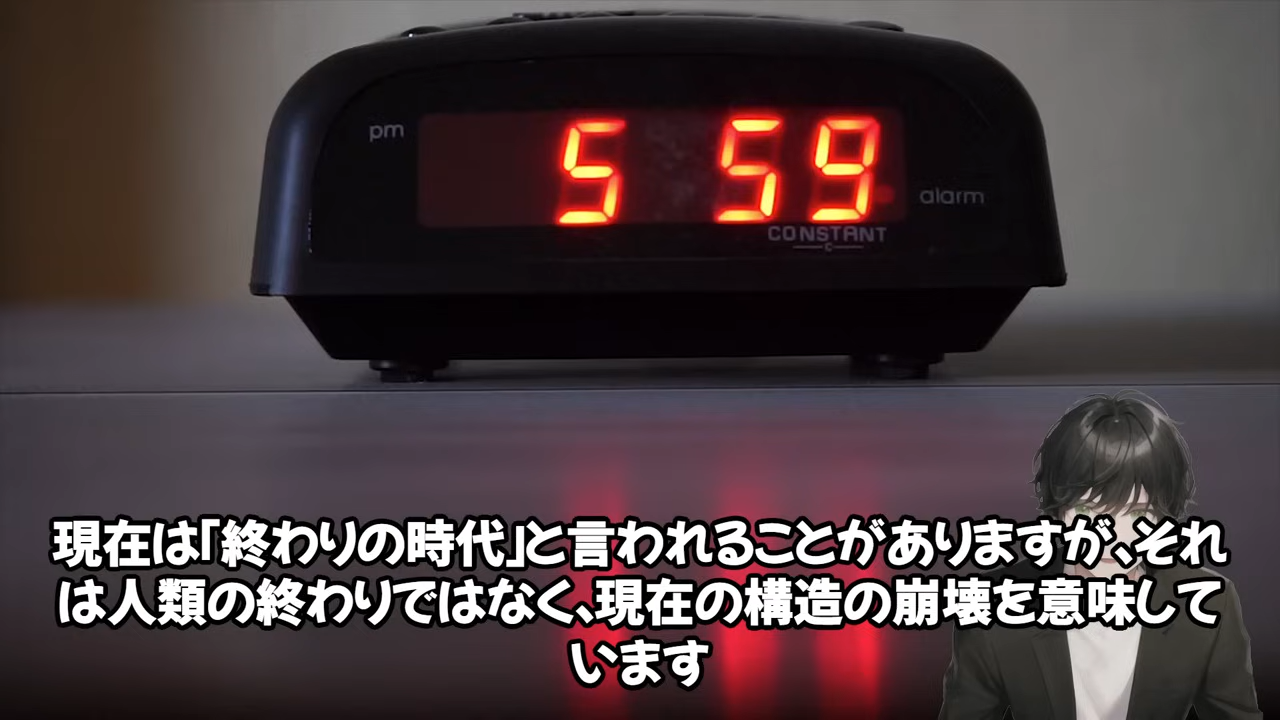 pm
5 59
alarm
CONSTANT
C
現在は｢終わりの時代｣と言われることがありますが､それ
は人類の終わりではなく､現在の構造の崩壊を意味して
います